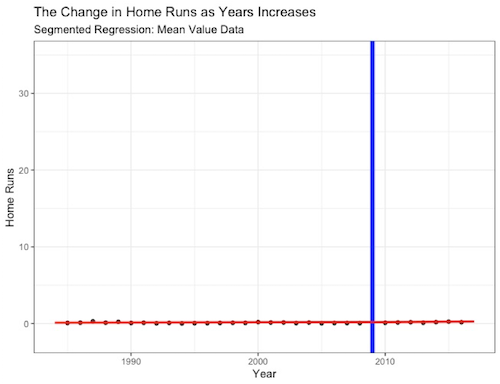 The Change in Home Runs as Years Increases
Segmented Regression: Mean Value Data
30
20
10
0
Home Runs
1990
2000
2010
Year